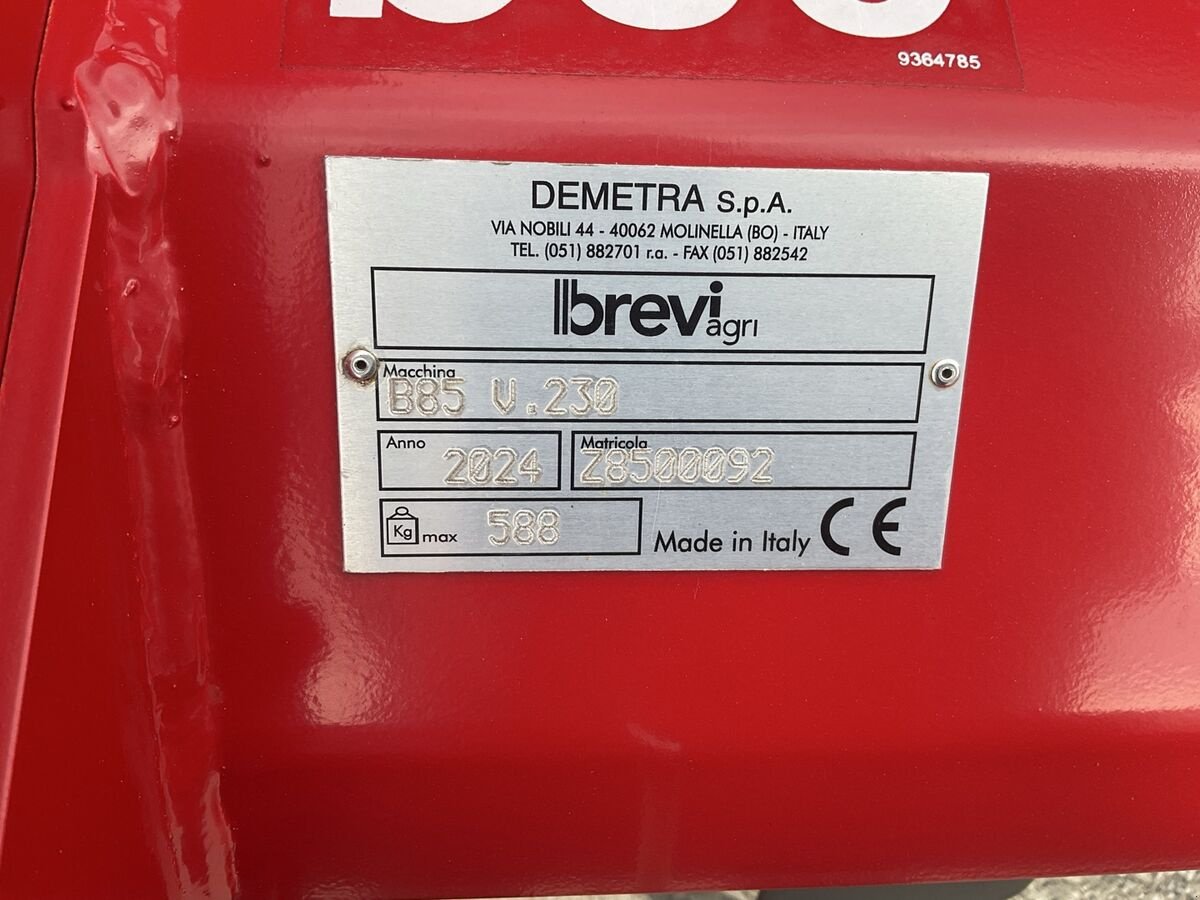 9364785
DEMETRA S.p.A.
VIA NOBILI 44 - 40062 MOLINELLA (BO) - ITALY
TEL. (051) 882701 r.a. - FAX (051) 882542
brevi
agri
Macchina
B85 V.230
Anno
2024
Matricola
Z8500092
Kg max 588
Made in Italy CE